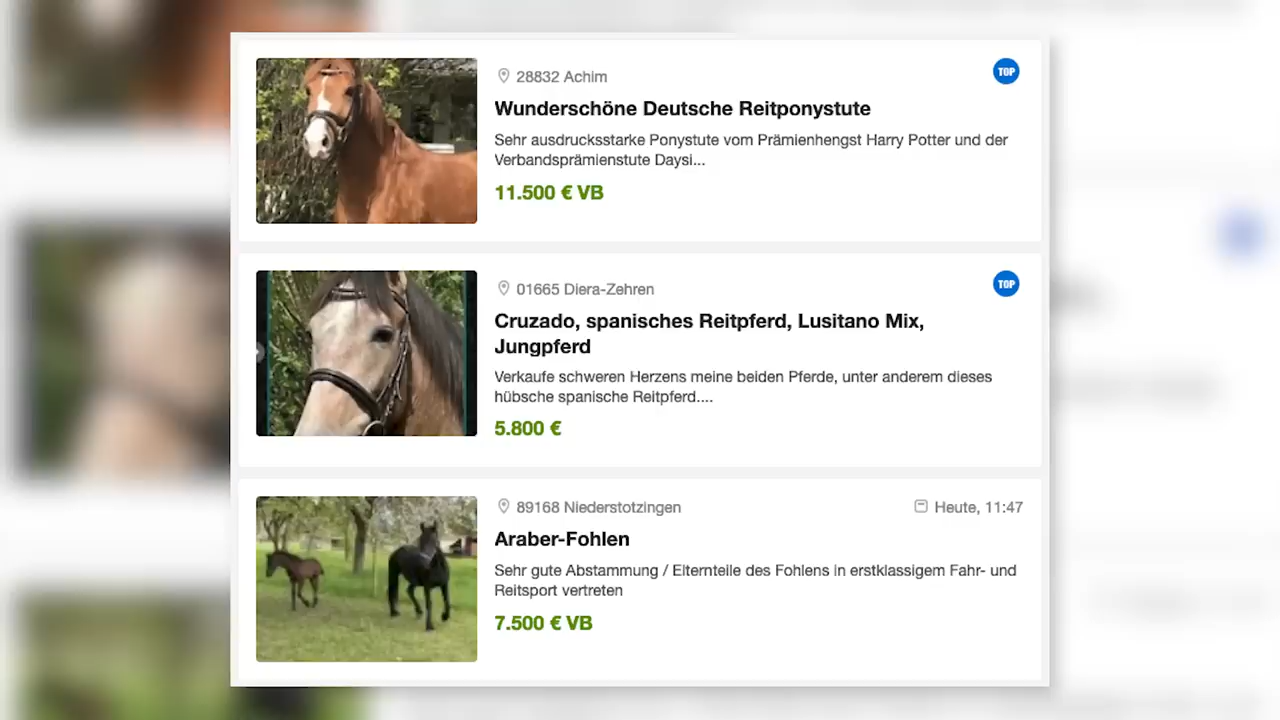 28832 Achim
TOP
Wunderschöne Deutsche Reitponystute
Sehr ausdrucksstarke Ponystute vom Prämienhengst Harry Potter und der
Verbandsprämienstute Daysi...
11.500 € VB
01665 Diera-Zehren
TOP
Cruzado, spanisches Reitpferd, Lusitano Mix,
Jungpferd
Verkaufe schweren Herzens meine beiden Pferde, unter anderem dieses
hübsche spanische Reitpferd....
5.800 €
89168 Niederstotzingen
Heute, 11:47
Araber-Fohlen
Sehr gute Abstammung / Elternteile des Fohlens in erstklassigem Fahr- und
Reitsport vertreten
7.500 € VB